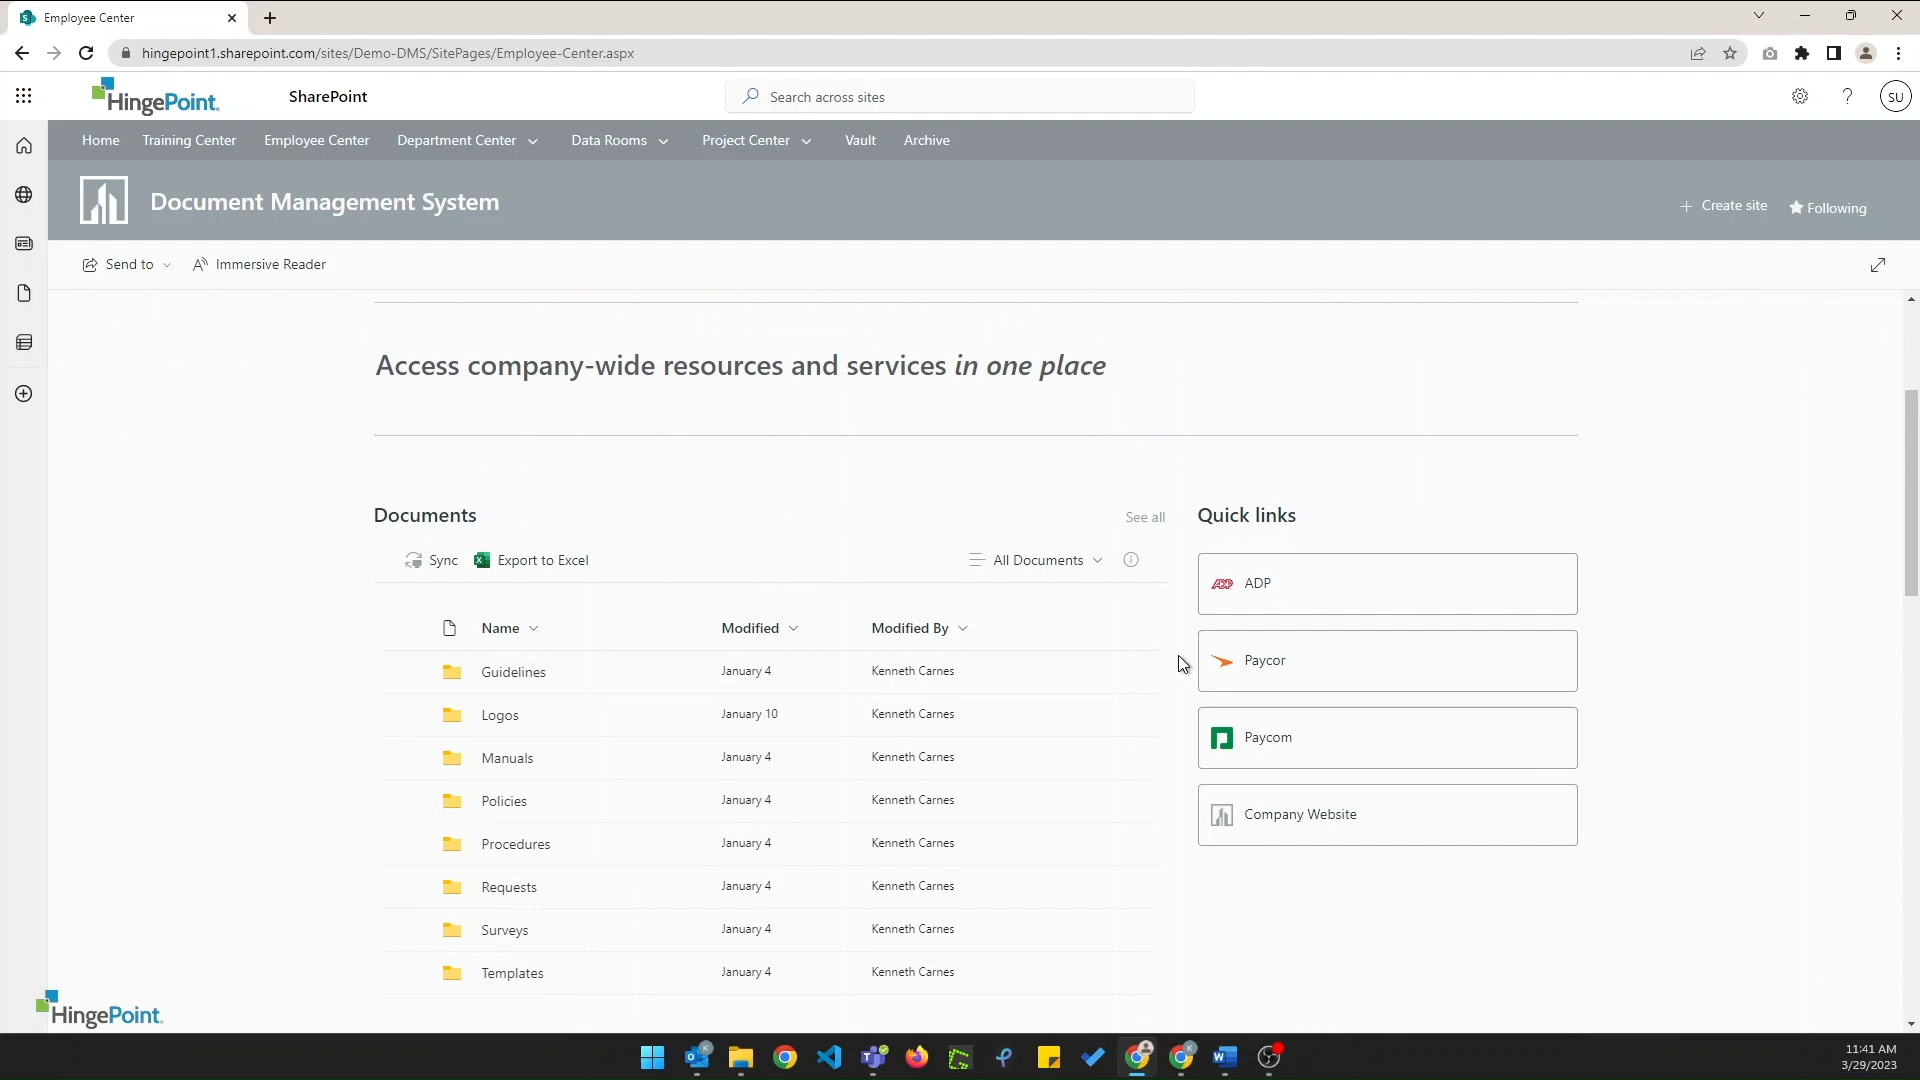 Employee Center
hingepoint1.sharepoint.com/sites/Demo-DMS/SitePages/Employee-Center.aspx
HingePoint. SharePoint Search across sites ? SU
Home Training Center Employee Center Department Center Data Rooms Project Center Vault Archive
Document Management System
Create site Following
Send to Immersive Reader
Access company-wide resources and services in one place
Documents See all
Sync Export to Excel All Documents
Name Modified Modified By
Guidelines January 4 Kenneth Carnes
Logos January 10 Kenneth Carnes
Manuals January 4 Kenneth Carnes
Policies January 4 Kenneth Carnes
Procedures January 4 Kenneth Carnes
Requests January 4 Kenneth Carnes
Surveys January 4 Kenneth Carnes
Templates January 4 Kenneth Carnes
Quick links
ADP ADP
Paycor
Paycom
Company Website
HingePoint.
11:41 AM
3/29/2023